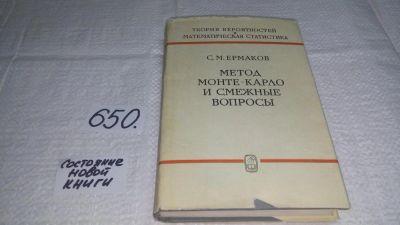 650.
состояние
новой
книги
ТЕОРИЯ ВЕРОЯТНОСТЕЙ
И
МАТЕМАТИЧЕСКАЯ СТАТИСТИКА
С. М. ЕРМАКОВ
МЕТОД
МОНТЕ-КАРЛО
И СМЕЖНЫЕ
ВОПРОСЫ